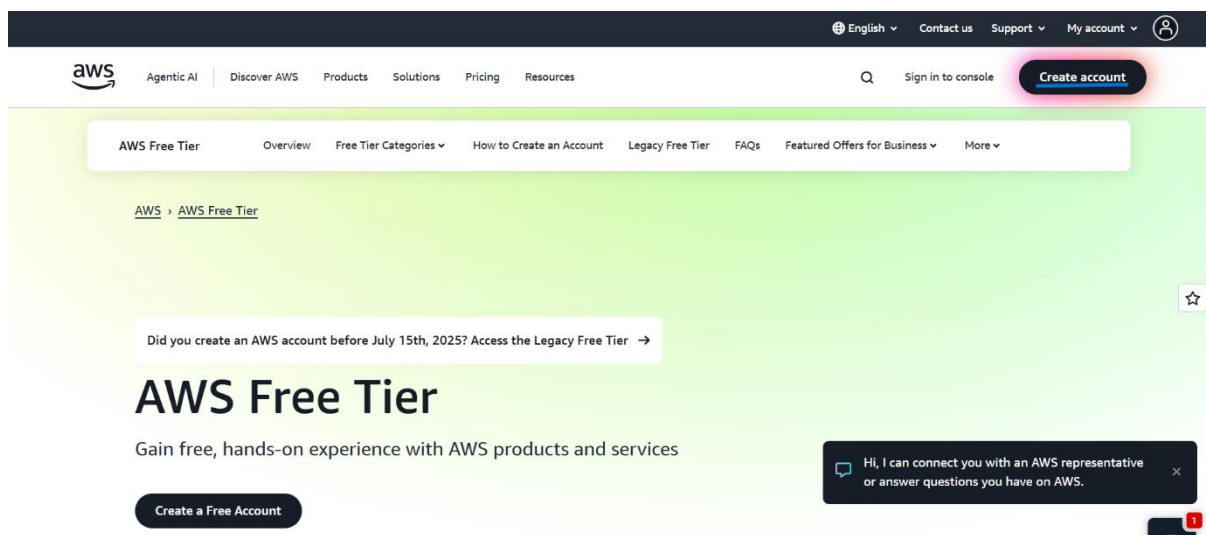 English Contact us Support My account
aws Agentic AI Discover AWS Products Solutions Pricing Resources Sign in to console Create account
AWS Free Tier Overview Free Tier Categories How to Create an Account Legacy Free Tier FAQs Featured Offers for Business More
AWS › AWS Free Tier
Did you create an AWS account before July 15th, 2025? Access the Legacy Free Tier →
AWS Free Tier
Gain free, hands-on experience with AWS products and services
Hi, I can connect you with an AWS representative
or answer questions you have on AWS.
Create a Free Account
1